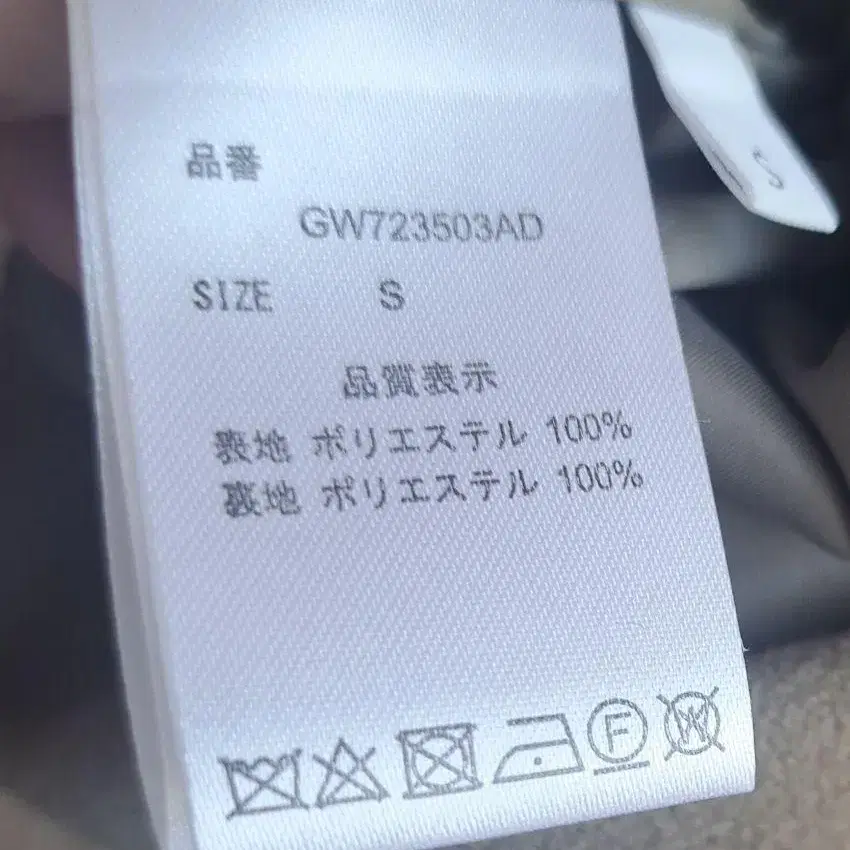 品番
GW723503AD
SIZE S
品質表示
表地 ポリエステル 100%
裏地 ポリエステル 100%
F W
S